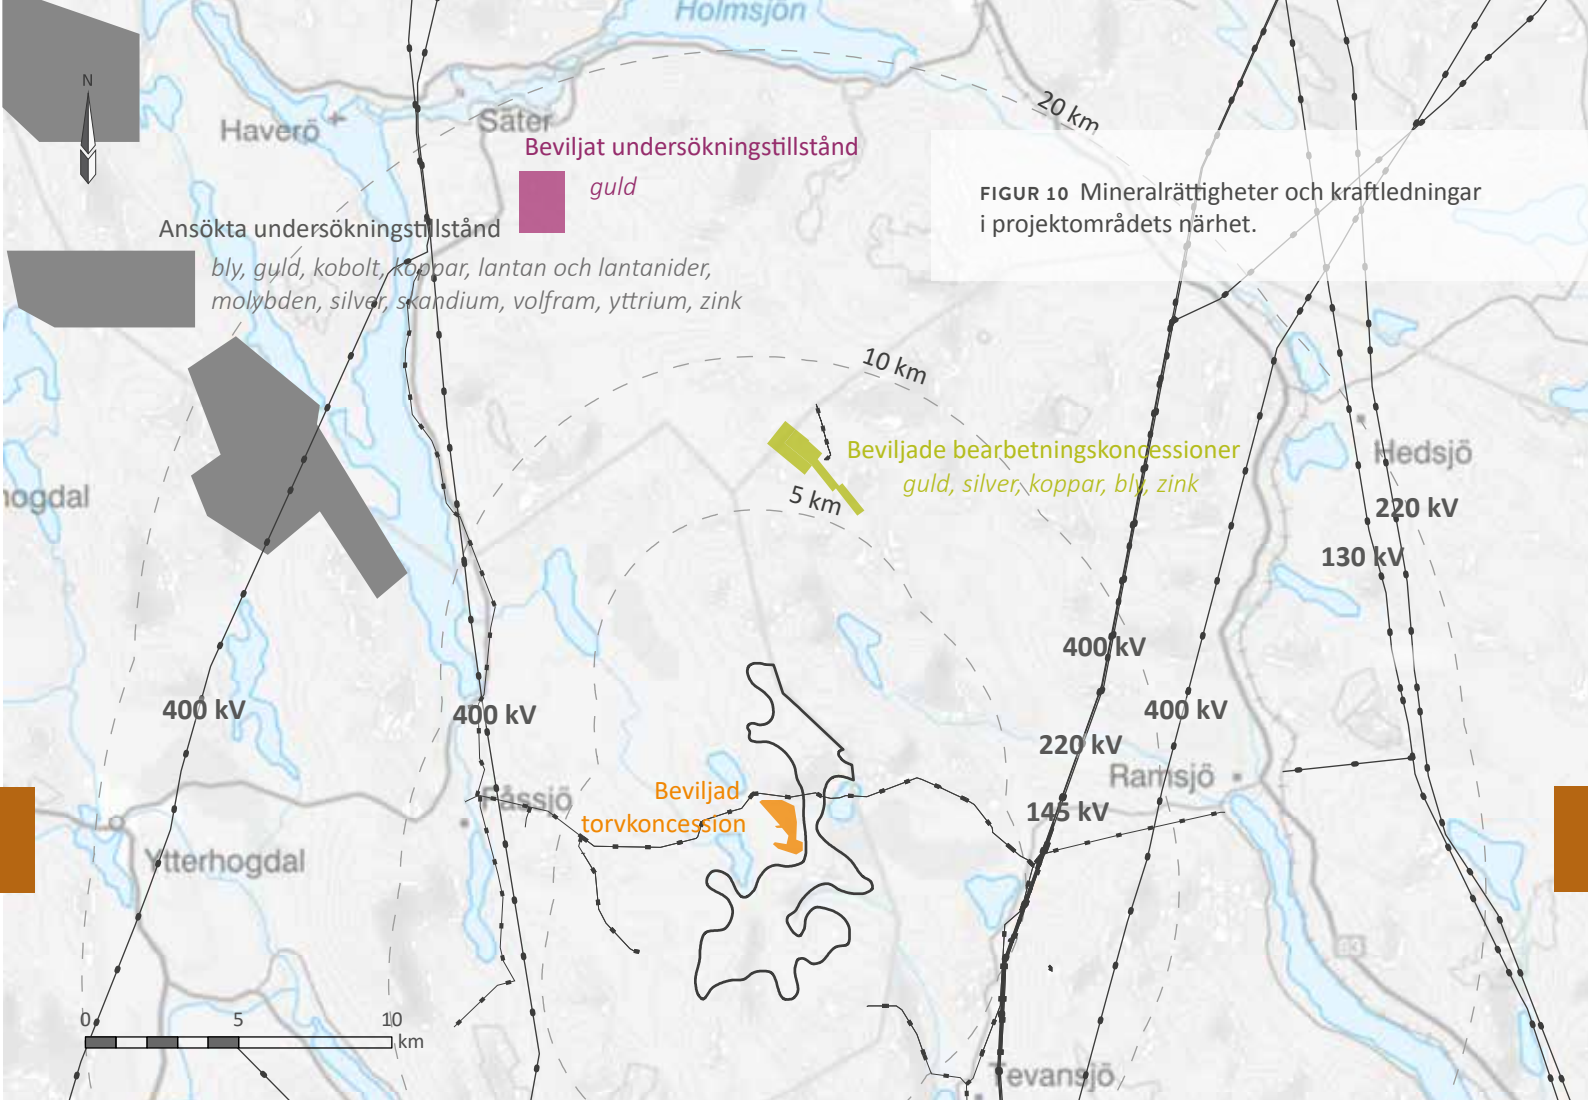 Holmsjön
N
20 km
Haverö
Säter
Beviljat undersökningstillstånd
guld
FIGUR 10 Mineralrättigheter och kraftledningar
i projektområdets närhet.
Ansökta undersökningstillstånd
bly, guld, kobolt, koppar, lantan och lantanider,
molybden, silver, skandium, volfram, yttrium, zink
10 km
Beviljade bearbetningskoncessioner
guld, silver, koppar, bly, zink
Hedsjö
5 km
hogdal
220 kV
130 kV
400 kV
400 kV
400 kV
400 kV
220 kV
Ramsjö
Beviljad
torvkoncession
Fåssjö
145 kV
Ytterhogdal
83
0 5 10
km
Tevansjö